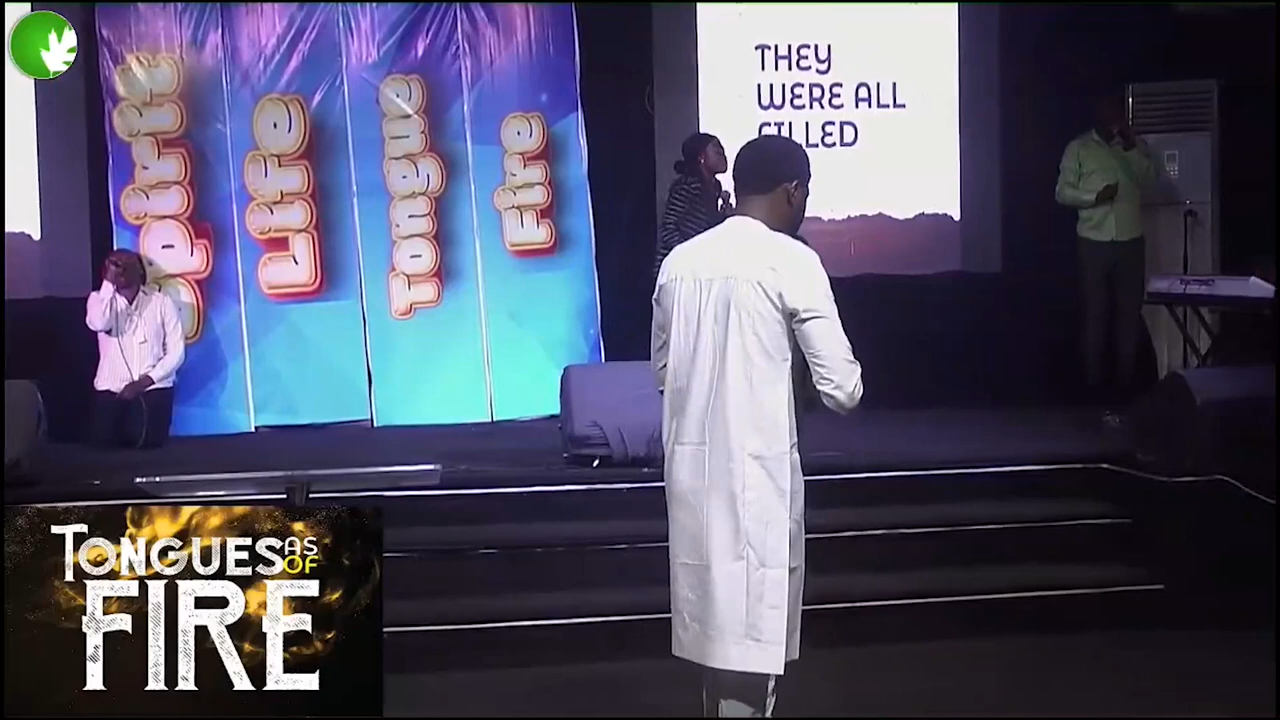 Spirit
Life
Tongue
Fire
THEY
WERE ALL
FILLED
TONGUES AS OF
FIRE